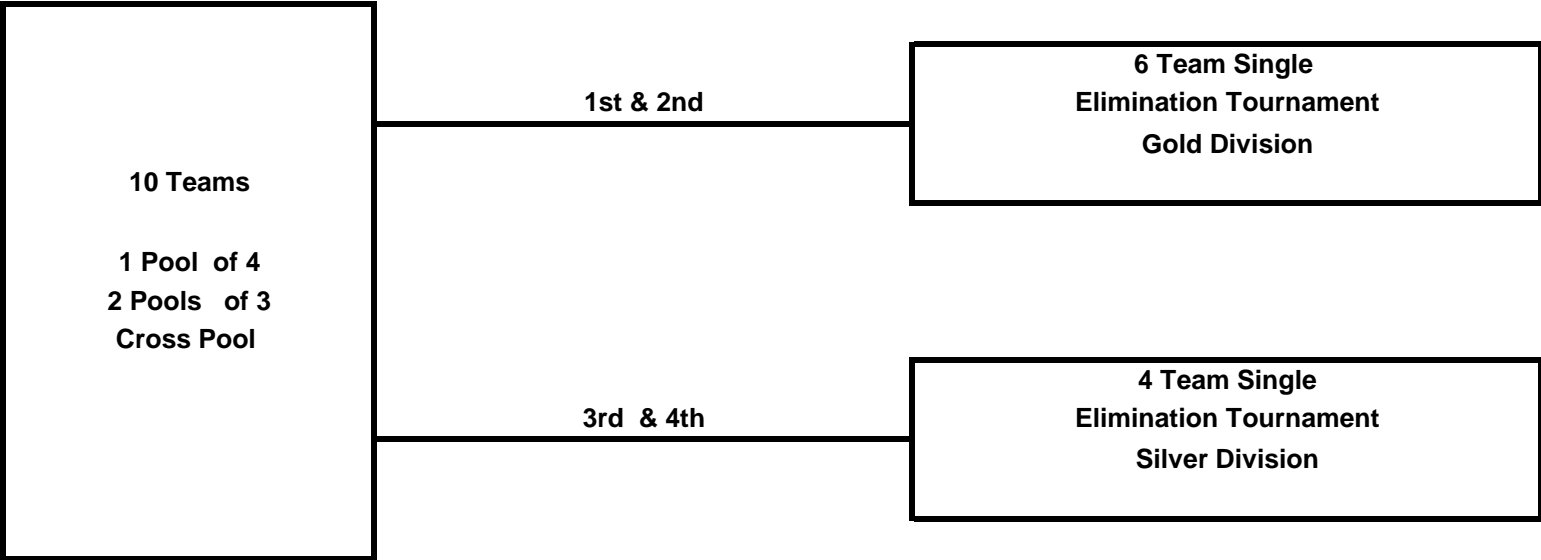 10 Teams
1 Pool of 4
2 Pools of 3
Cross Pool
1st & 2nd
6 Team Single
Elimination Tournament
Gold Division
3rd & 4th
4 Team Single
Elimination Tournament
Silver Division